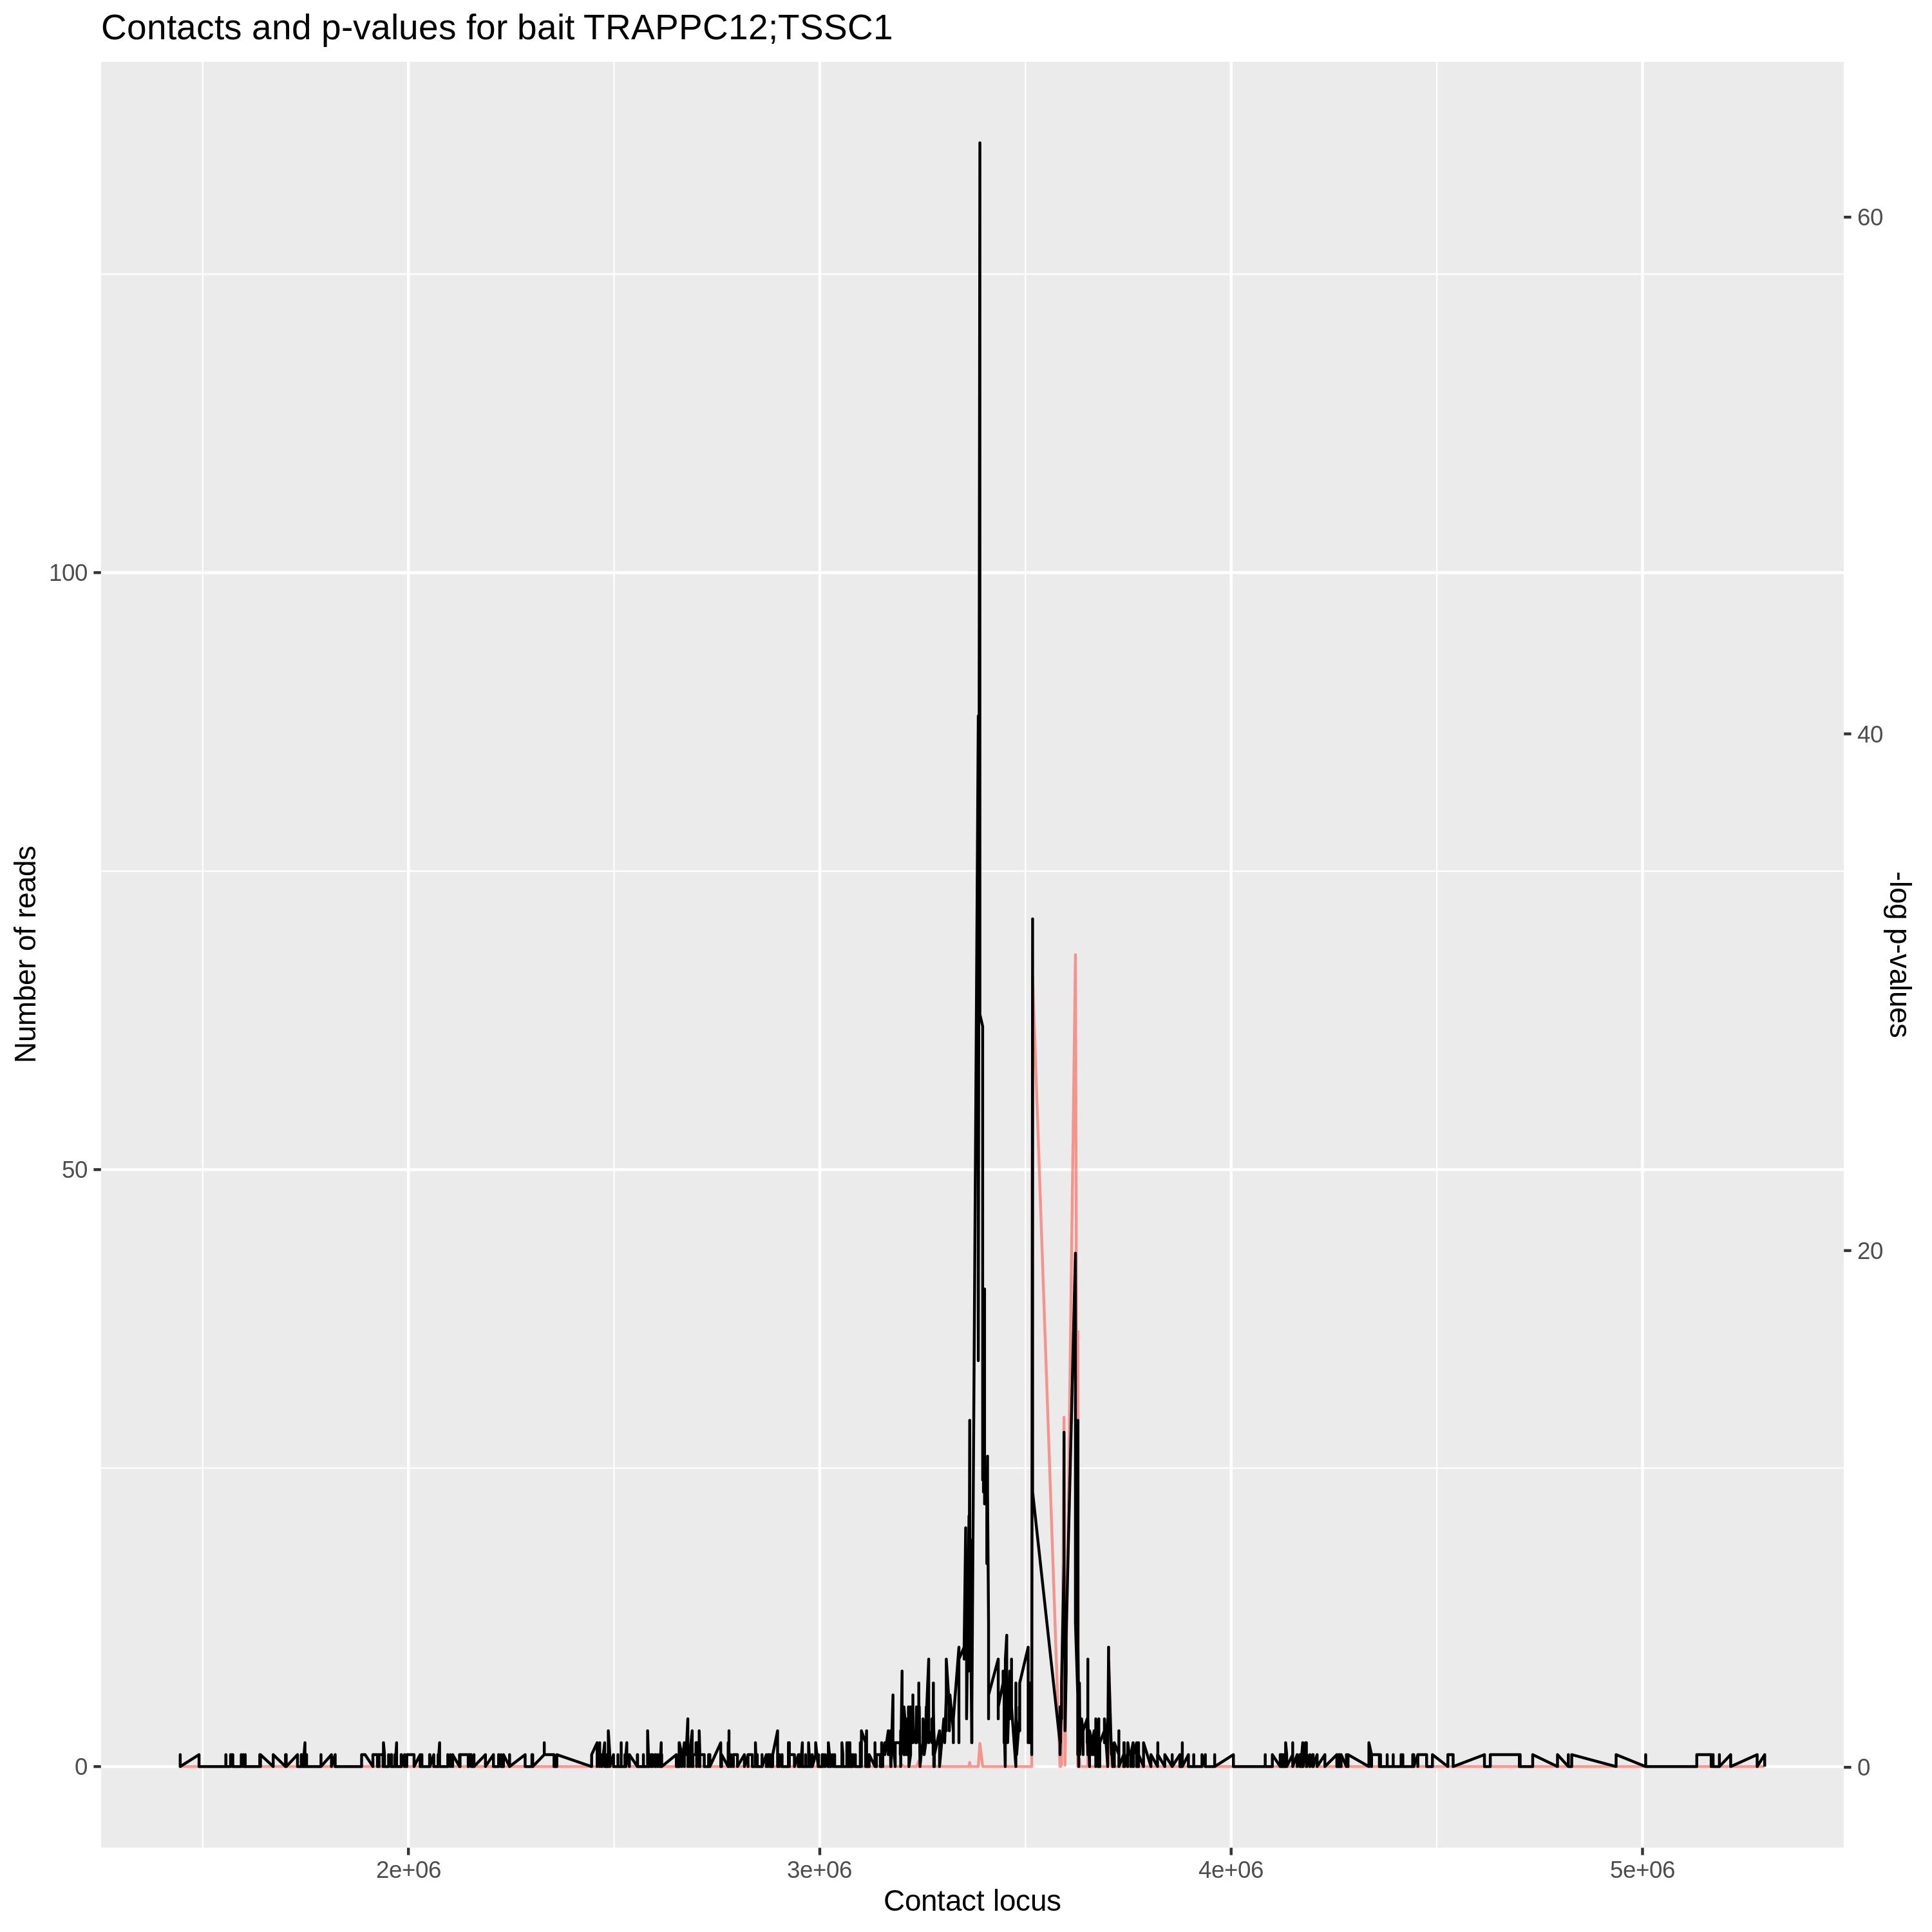 Contacts and p-values for bait TRAPPC12;TSSC1
60
100
40
Number of reads
-log p-values
50
20
0
0
2e+06 3e+06 4e+06 5e+06
Contact locus